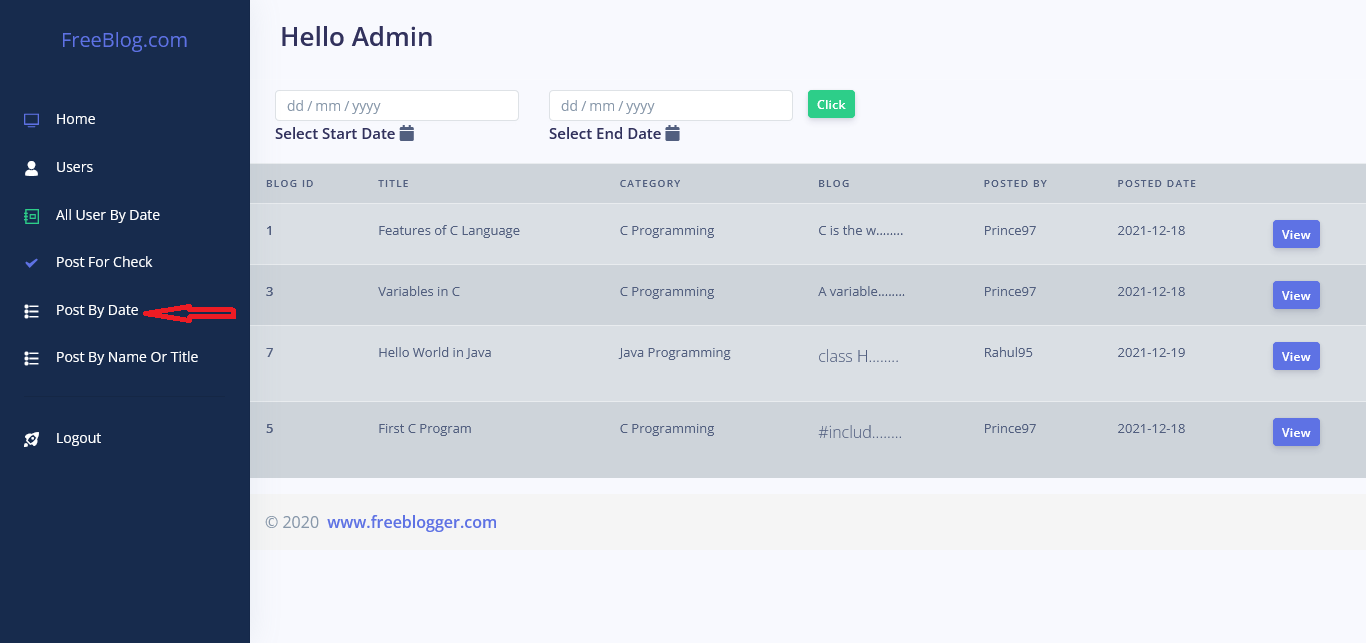 FreeBlog.com
Home
Users
All User By Date
Post For Check
Post By Date
Post By Name Or Title
Logout
Hello Admin
dd / mm / yyyy dd / mm / yyyy Click
Select Start Date Select End Date
BLOG ID TITLE CATEGORY BLOG POSTED BY POSTED DATE
1 Features of C Language C Programming C is the w........ Prince97 2021-12-18 View
3 Variables in C C Programming A variable........ Prince97 2021-12-18 View
7 Hello World in Java Java Programming class H........ Rahul95 2021-12-19 View
5 First C Program C Programming #includ........ Prince97 2021-12-18 View
© 2020 www.freeblogger.com